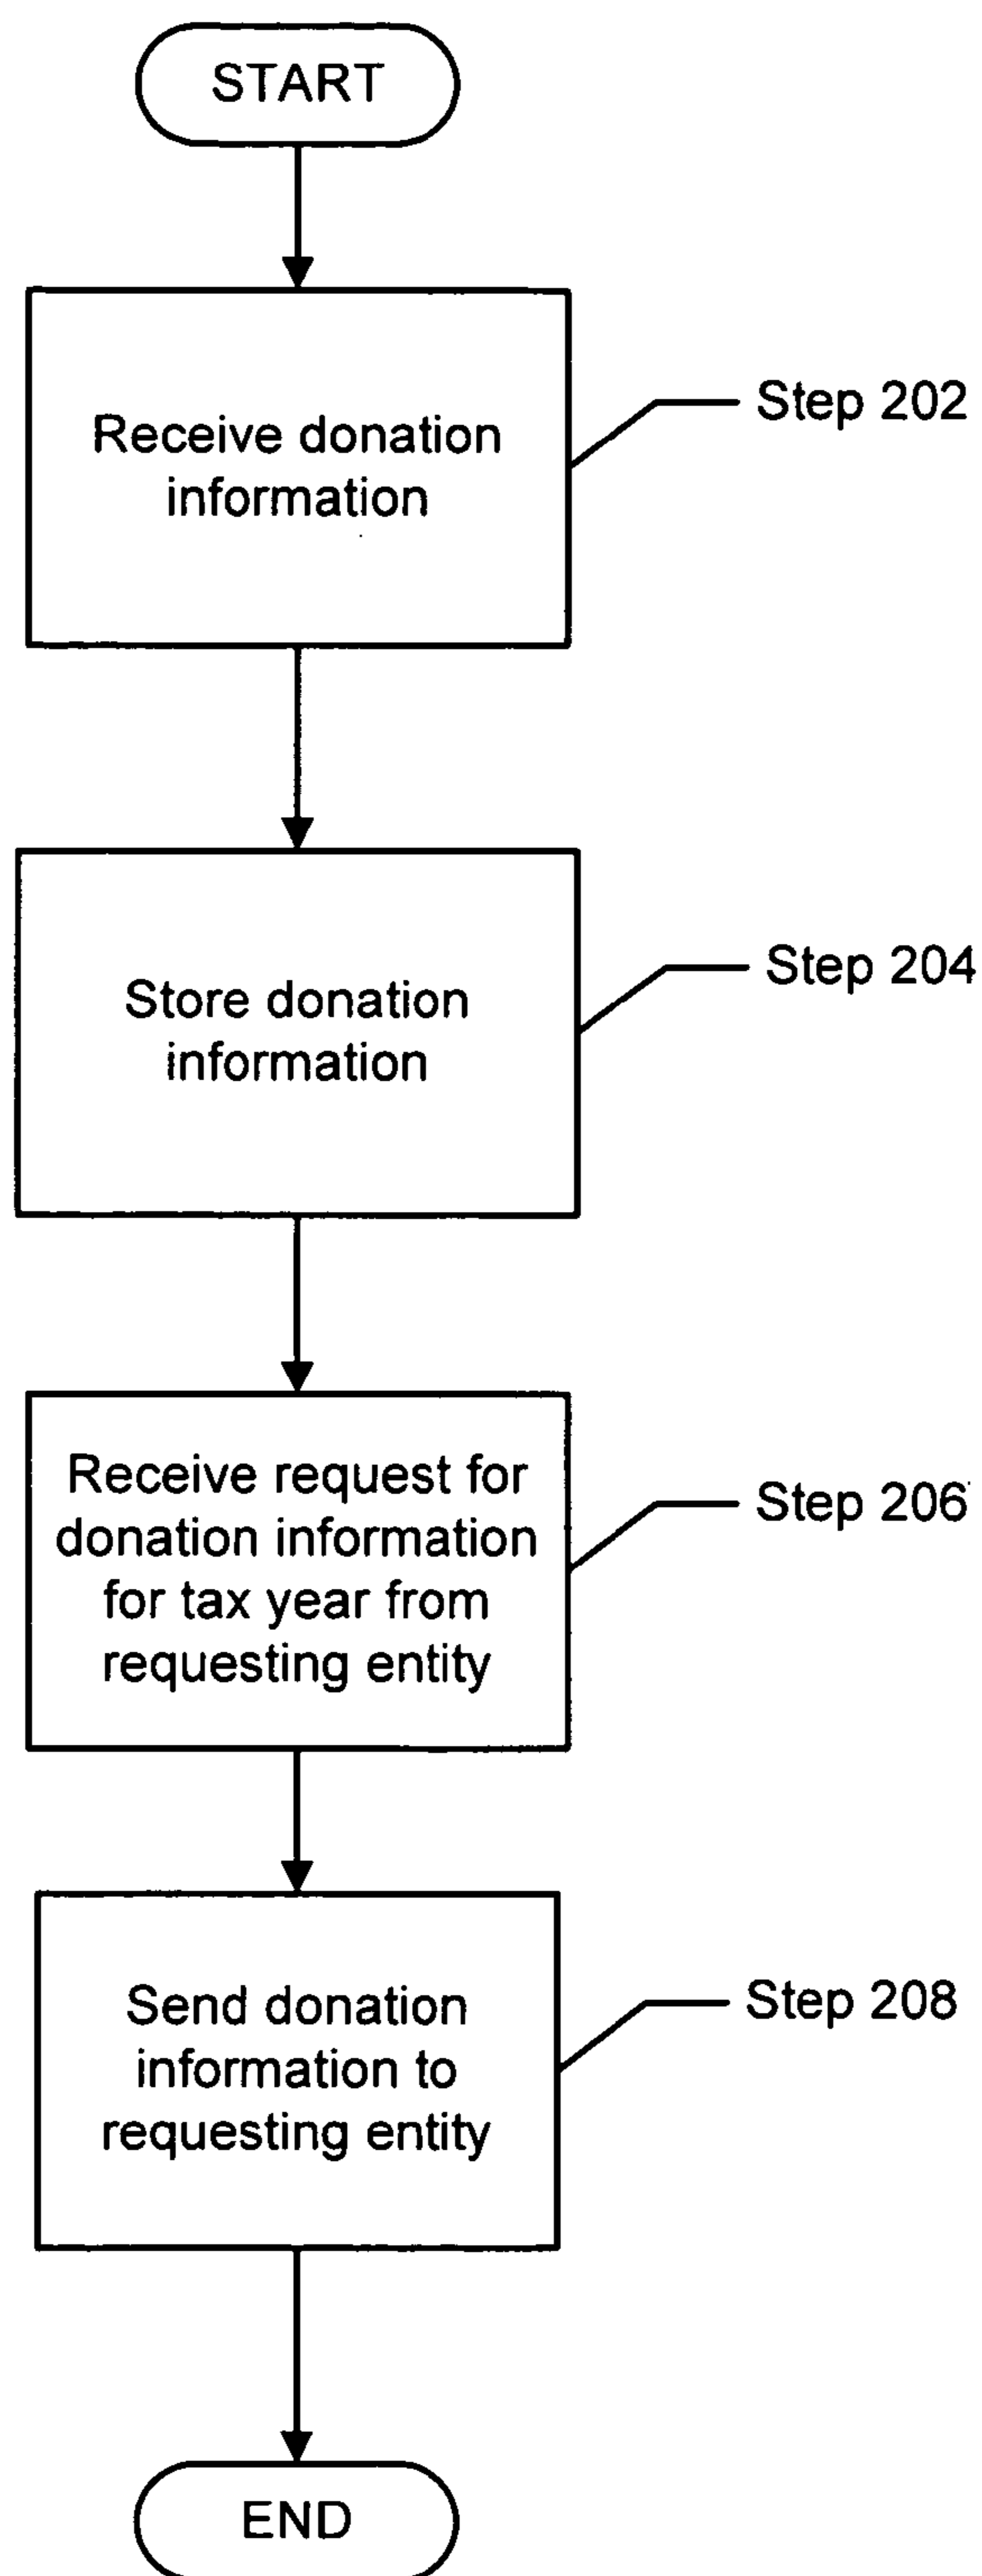 START
Receive donation
information
Step 202
Store donation
information
Step 204
Receive request for
donation information
for tax year from
requesting entity
Step 206
Send donation
information to
requesting entity
Step 208
END